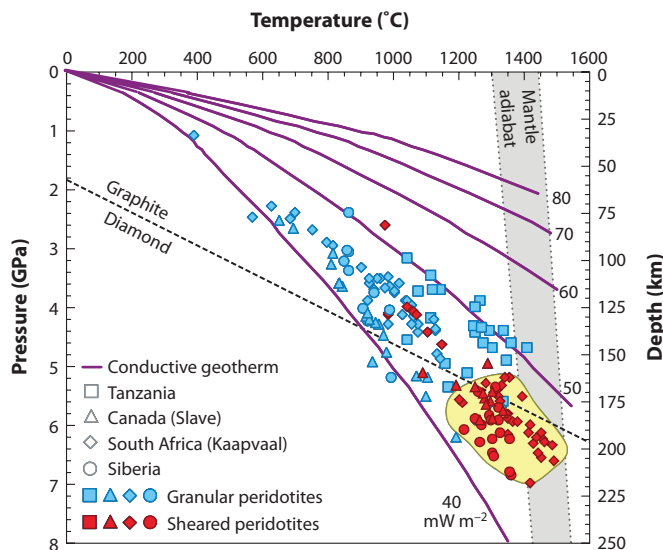 Temperature (˚C)
0 200 400 600 800 1000 1200 1400 1600
Pressure (GPa)
1
2
3
4
5
6
7
8
0
25
50
75
100
125
150
175
200
225
250
Depth (km)
Mantle
adiabat
Graphite
Diamond
80
70
60
50
40
mW m−2
Conductive geotherm
Tanzania
Canada (Slave)
South Africa (Kaapvaal)
Siberia
Granular peridotites
Sheared peridotites